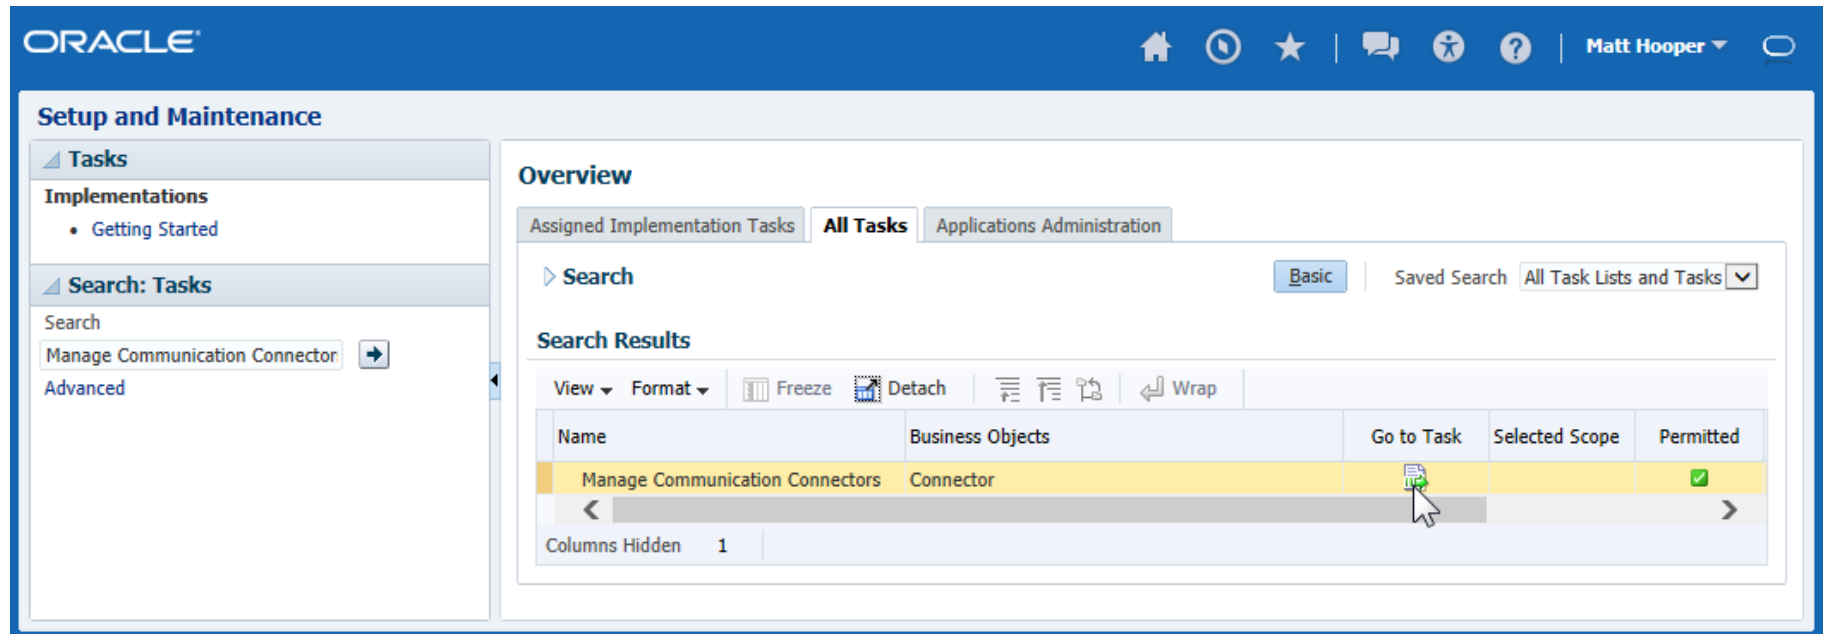 ORACLE
Matt Hooper
Setup and Maintenance
Tasks
Implementations
Getting Started
Search: Tasks
Search
Manage Communication Connector
Advanced
Overview
Assigned Implementation Tasks All Tasks Applications Administration
Search Basic Saved Search All Task Lists and Tasks
Search Results
View Format Freeze Detach Wrap
Name Business Objects Go to Task Selected Scope Permitted
Manage Communication Connectors Connector
Columns Hidden 1